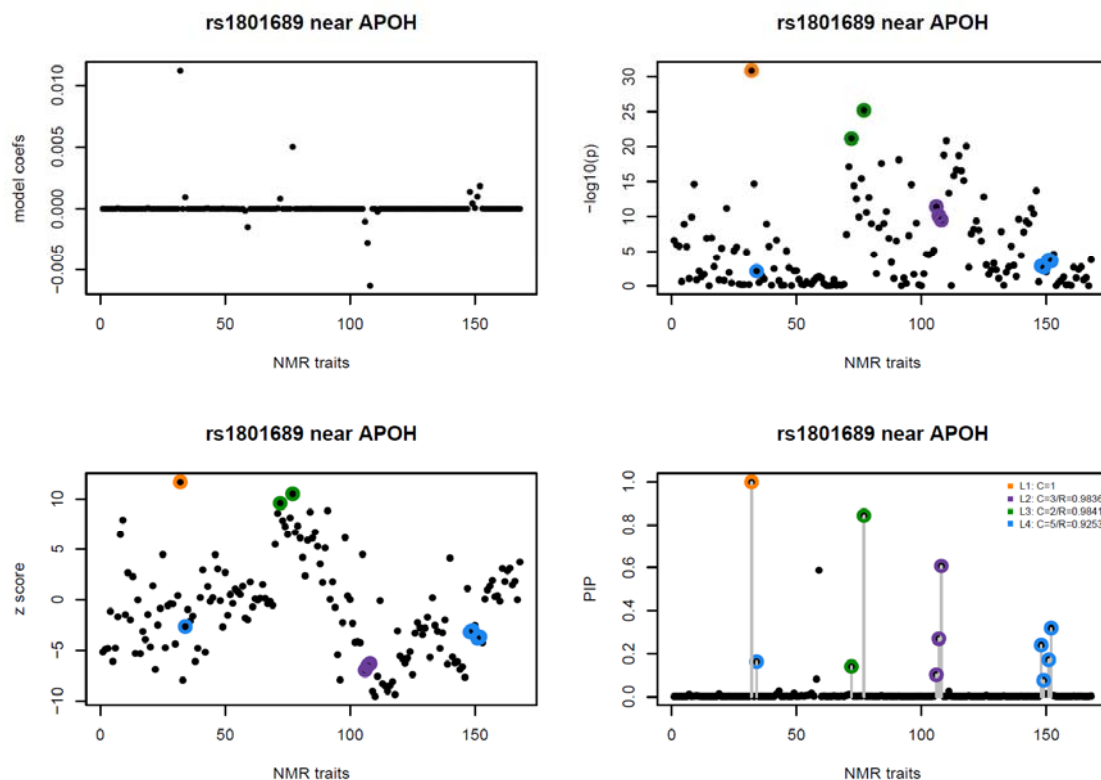 rs1801689 near APOH
model coefs
0.010
0.005
0.000
−0.005
0
50
100
150
NMR traits
rs1801689 near APOH
−log10(p)
30
25
20
15
10
5
0
0
50
100
150
NMR traits
rs1801689 near APOH
z score
10
5
0
−5
−10
0
50
100
150
NMR traits
rs1801689 near APOH
PIP
1.0
0.8
0.6
0.4
0.2
0.0
L1: C=1
L2: C=3/R=0.9836
L3: C=2/R=0.9841
L4: C=5/R=0.9253
0
50
100
150
NMR traits